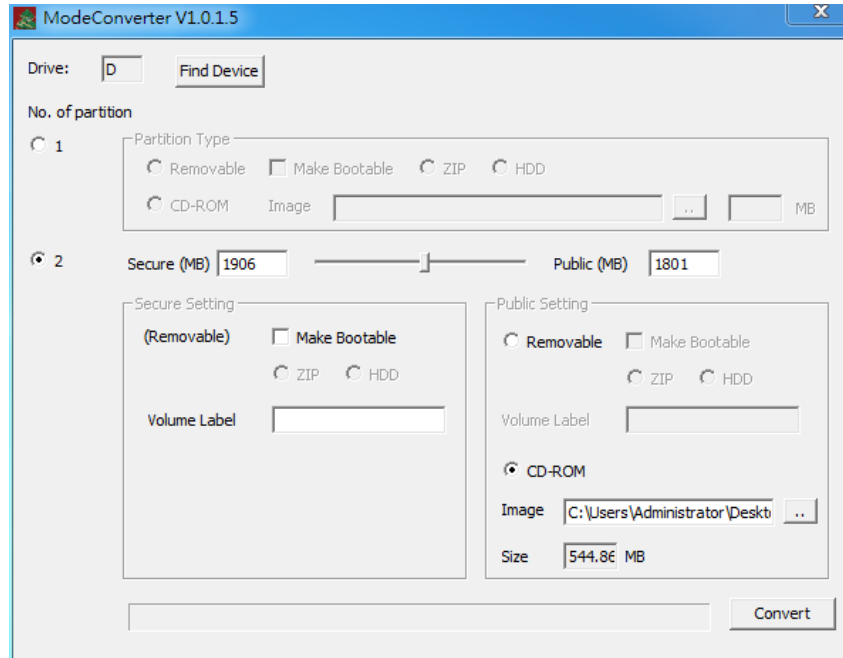 ModeConverter V1.0.1.5
Drive: D Find Device
No. of partition
1 Partition Type
Removable Make Bootable ZIP HDD
CD-ROM Image .. MB
2 Secure (MB) 1906 Public (MB) 1801
Secure Setting
(Removable) Make Bootable
ZIP HDD
Volume Label
Public Setting
Removable Make Bootable
ZIP HDD
Volume Label
CD-ROM
Image C:\Users\Administrator\Deskt ..
Size 544.86 MB
Convert